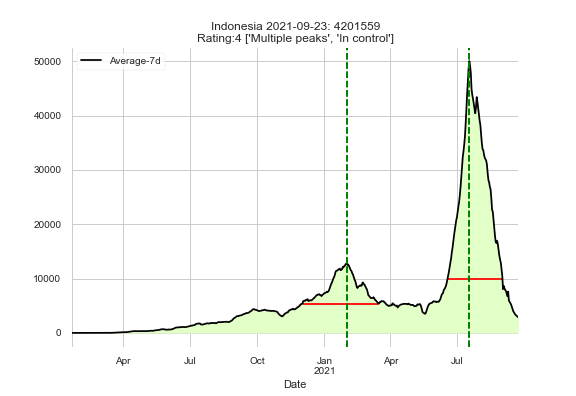 Indonesia 2021-09-23: 4201559
Rating:4 ['Multiple peaks', 'In control']
Average-7d
50000
40000
30000
20000
10000
0
Apr
Jul
Oct
Jan
2021
Apr
Jul
Date